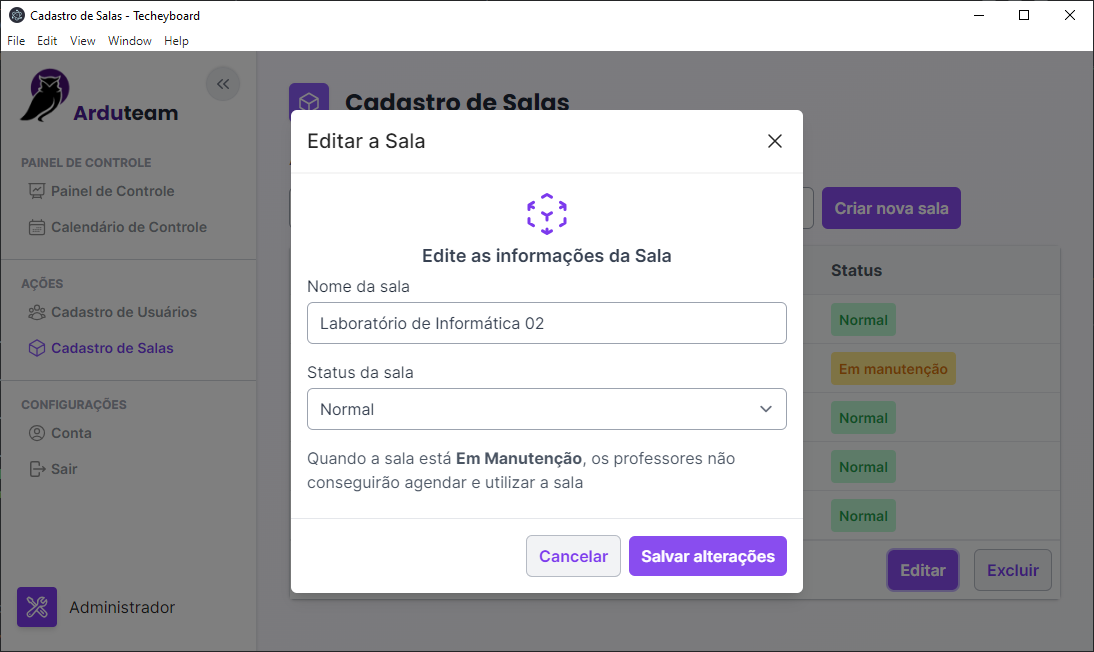 Cadastro de Salas - Techeyboard
File Edit View Window Help
Arduteam
PAINEL DE CONTROLE
Painel de Controle
Calendário de Controle
AÇÕES
Cadastro de Usuários
Cadastro de Salas
CONFIGURAÇÕES
Conta
Sair
Administrador
Cadastro de Salas
Criar nova sala
Status
Normal
Em manutenção
Normal
Normal
Normal
Editar Excluir
Editar a Sala
Edite as informações da Sala
Nome da sala
Laboratório de Informática 02
Status da sala
Normal
Quando a sala está Em Manutenção, os professores não
conseguirão agendar e utilizar a sala
Cancelar Salvar alterações